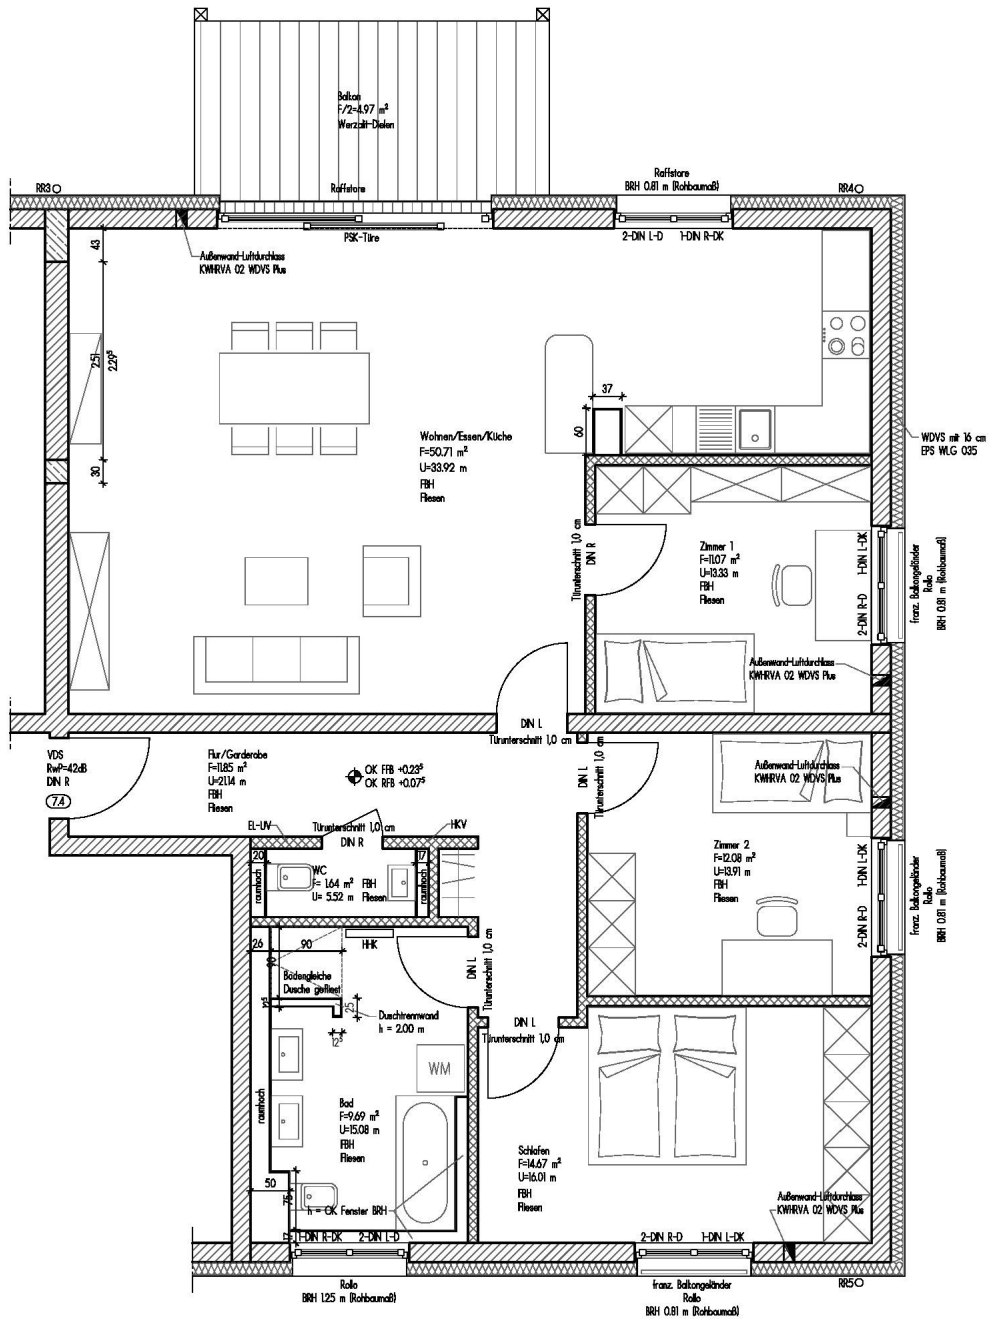 Balkon
F/2=4.97 m²
Werzalit-Dielen
Raffstore
Raffstore
BRH 0.81 m (Rohbaumaß)
RR3
RR4
PSK-Türe
2-DIN L-D
1-DIN R-DK
Außenwand-Luftdurchlass
KWHRVA 02 WDVS Plus
43
2.51
2.29⁵
30
37
60
Wohnen/Essen/Küche
F=50.71 m²
U=33.92 m
FBH
Fliesen
WDVS mit 16 cm
EPS WLG 035
Türunterschnitt 1,0 cm
DIN R
Zimmer 1
F=11.07 m²
U=13.33 m
FBH
Fliesen
1-DIN L-DK
2-DIN R-D
franz. Balkongeländer
Rollo
BRH 0.81 m (Rohbaumaß)
Außenwand-Luftdurchlass
KWHRVA 02 WDVS Plus
DIN L
Türunterschnitt 1,0 cm
VDS
RwP=42dB
DIN R
7.4
Flur/Garderobe
F=11.85 m²
U=21.14 m
FBH
Fliesen
OK FFB +0.23⁵
OK RFB +0.07⁵
DIN L
Türunterschnitt 1,0 cm
Außenwand-Luftdurchlass
KWHRVA 02 WDVS Plus
EL-UV
Türunterschnitt 1,0 cm
DIN R
HKV
20
17
raumhoch
WC
F= 1.64 m²
U= 5.52 m
FBH
Fliesen
raumhoch
Zimmer 2
F=12.08 m²
U=13.91 m
FBH
Fliesen
1-DIN L-DK
2-DIN R-D
franz. Balkongeländer
Rollo
BRH 0.81 m (Rohbaumaß)
26
90
HHK
90
Bodengleiche
Dusche gefliest
DIN L
Türunterschnitt 1,0 cm
12⁵
25
Duschtrennwand
h = 2.00 m
12⁵
DIN L
Türunterschnitt 1,0 cm
WM
raumhoch
Bad
F=9.69 m²
U=15.08 m
FBH
Fliesen
Schlafen
F=14.67 m²
U=16.01 m
FBH
Fliesen
50
75
h = OK Fenster BRH
17
1-DIN R-DK
2-DIN L-D
Außenwand-Luftdurchlass
KWHRVA 02 WDVS Plus
2-DIN R-D
1-DIN L-DK
Rollo
BRH 1.25 m (Rohbaumaß)
franz. Balkongeländer
Rollo
BRH 0.81 m (Rohbaumaß)
RR5